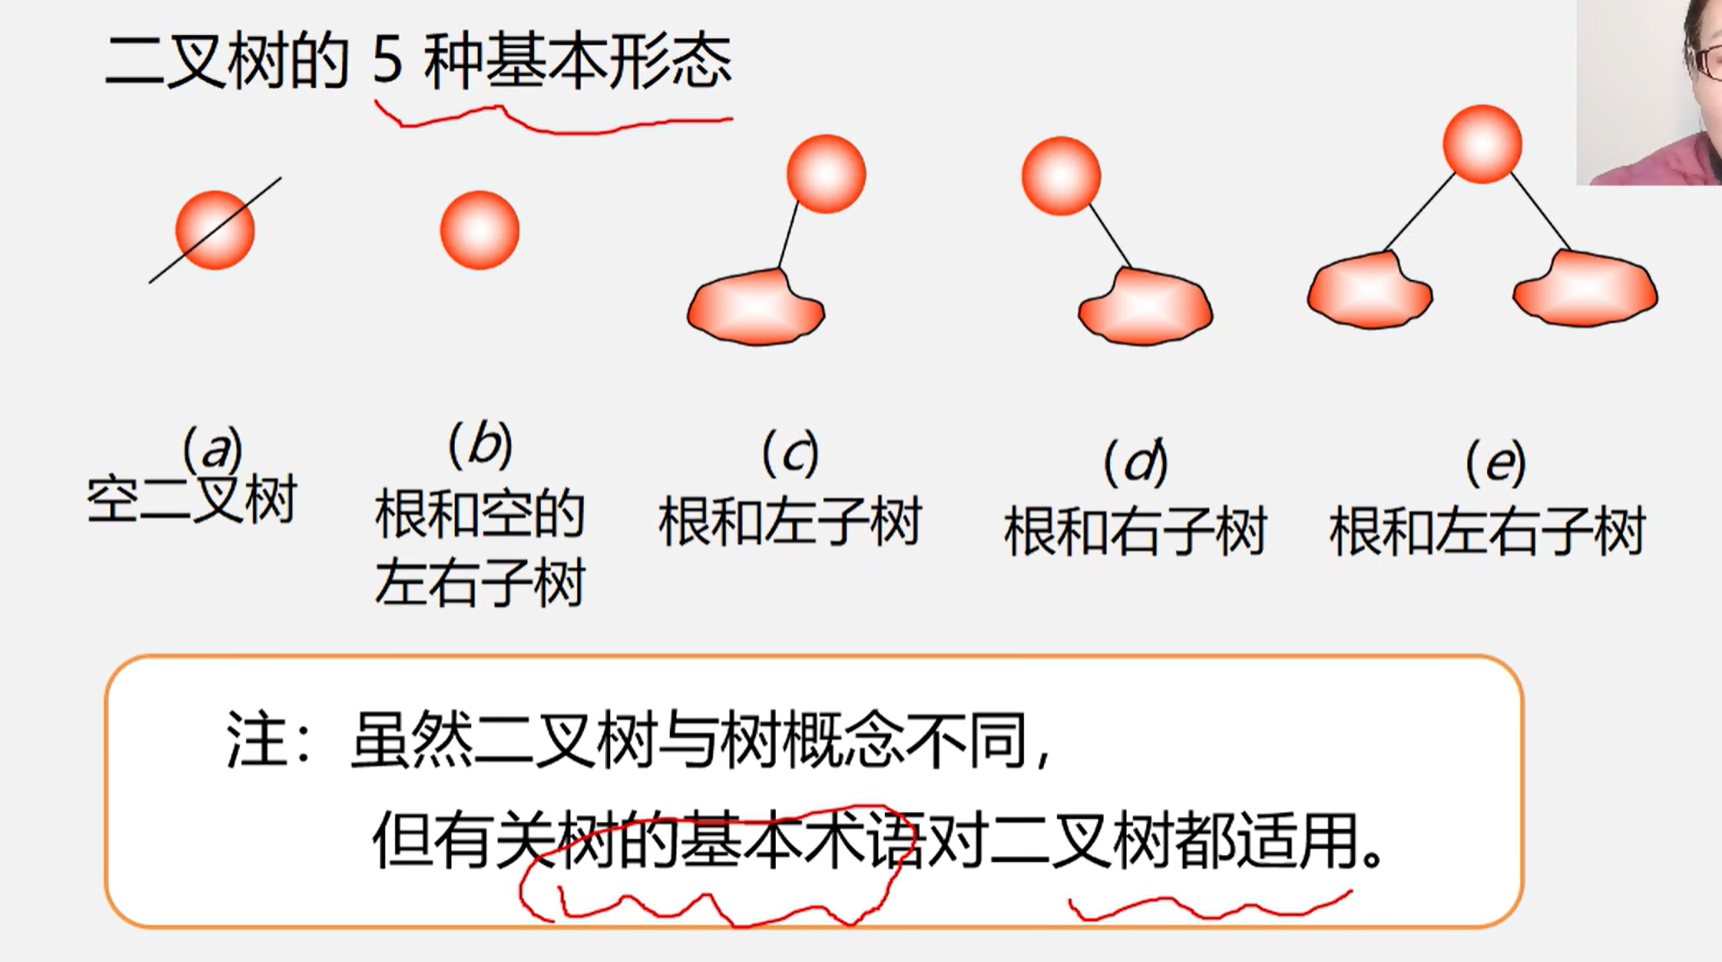 二叉树的 5 种基本形态
(a)
空二叉树
(b)
根和空的
左右子树
(c)
根和左子树
(d)
根和右子树
(e)
根和左右子树
注：虽然二叉树与树概念不同，
但有关树的基本术语对二叉树都适用。